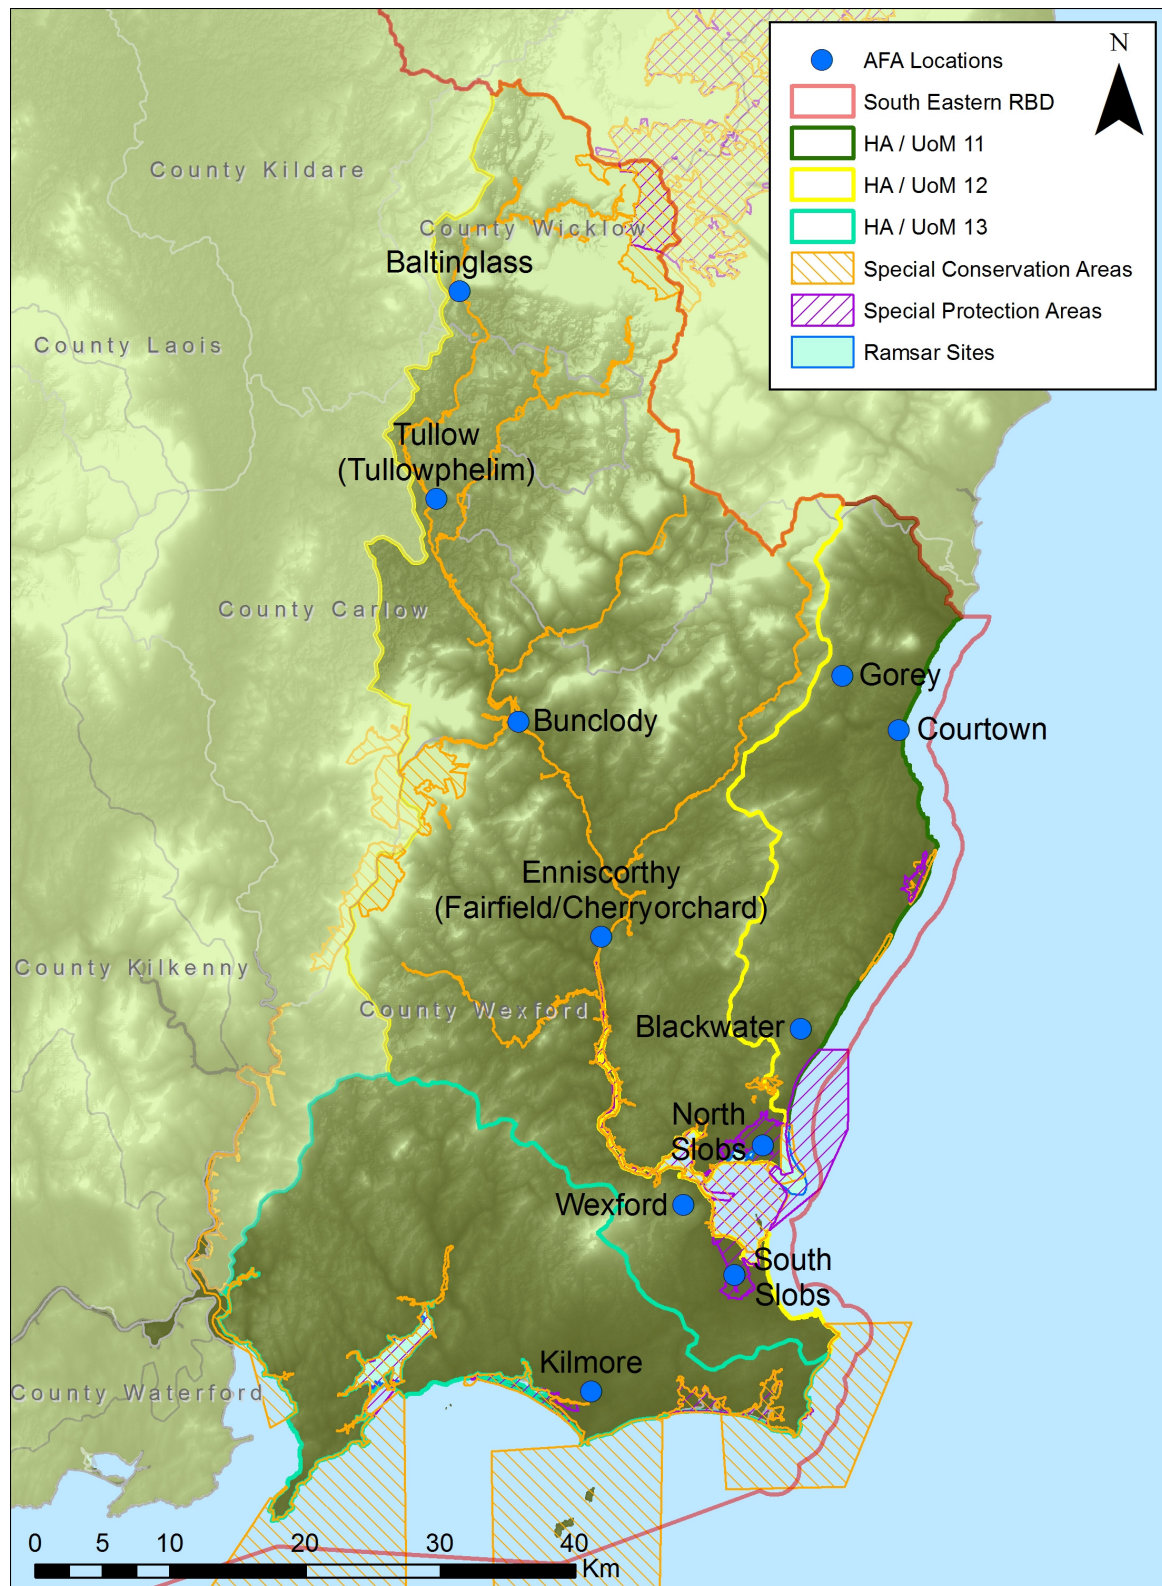 N
AFA Locations
South Eastern RBD
HA / UoM 11
HA / UoM 12
HA / UoM 13
Special Conservation Areas
Special Protection Areas
Ramsar Sites
County Kildare
County Wicklow
Baltinglass
County Laois
Tullow
(Tullowphelim)
County Carlow
Gorey
Bunclody
Courtown
Enniscorthy
(Fairfield/Cherryorchard)
County Kilkenny
County Wexford
Blackwater
North
Slobs
Wexford
South
Slobs
Kilmore
County Waterford
0 5 10 20 30 40
Km